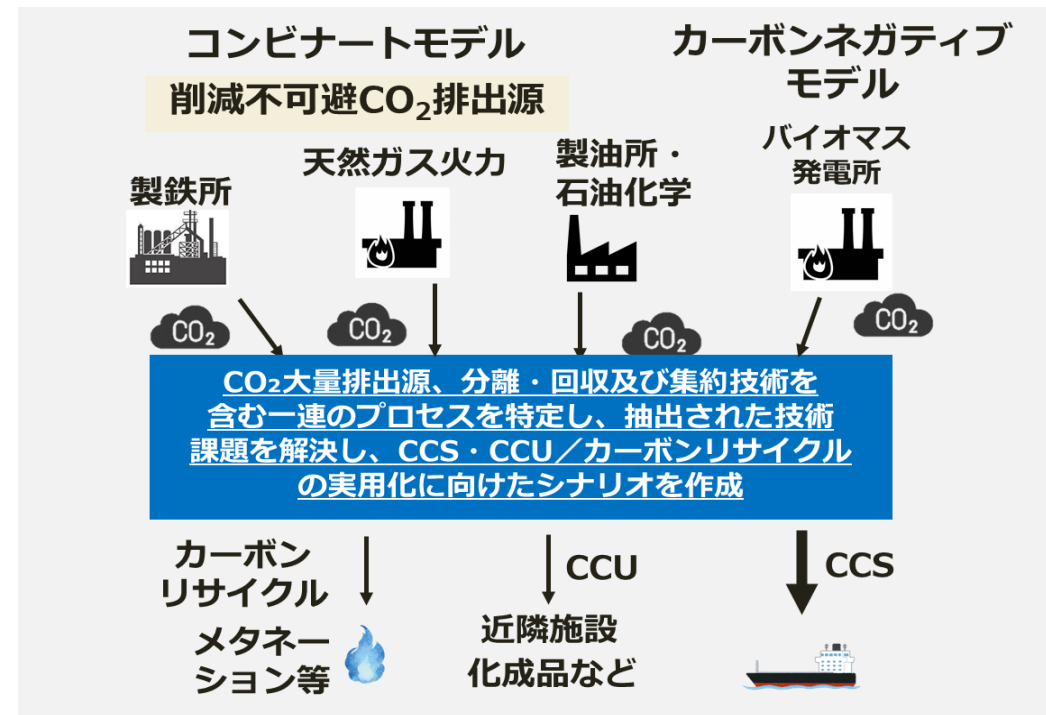 コンビナートモデル
削減不可避CO₂排出源
カーボンネガティブ
モデル
製鉄所
天然ガス火力
製油所・
石油化学
バイオマス
発電所
CO₂
CO₂
CO₂
CO₂
CO₂大量排出源、分離・回収及び集約技術を
含む一連のプロセスを特定し、抽出された技術
課題を解決し、CCS・CCU／カーボンリサイクル
の実用化に向けたシナリオを作成
カーボン
リサイクル
CCU
CCS
メタネー
ション等
近隣施設
化成品など